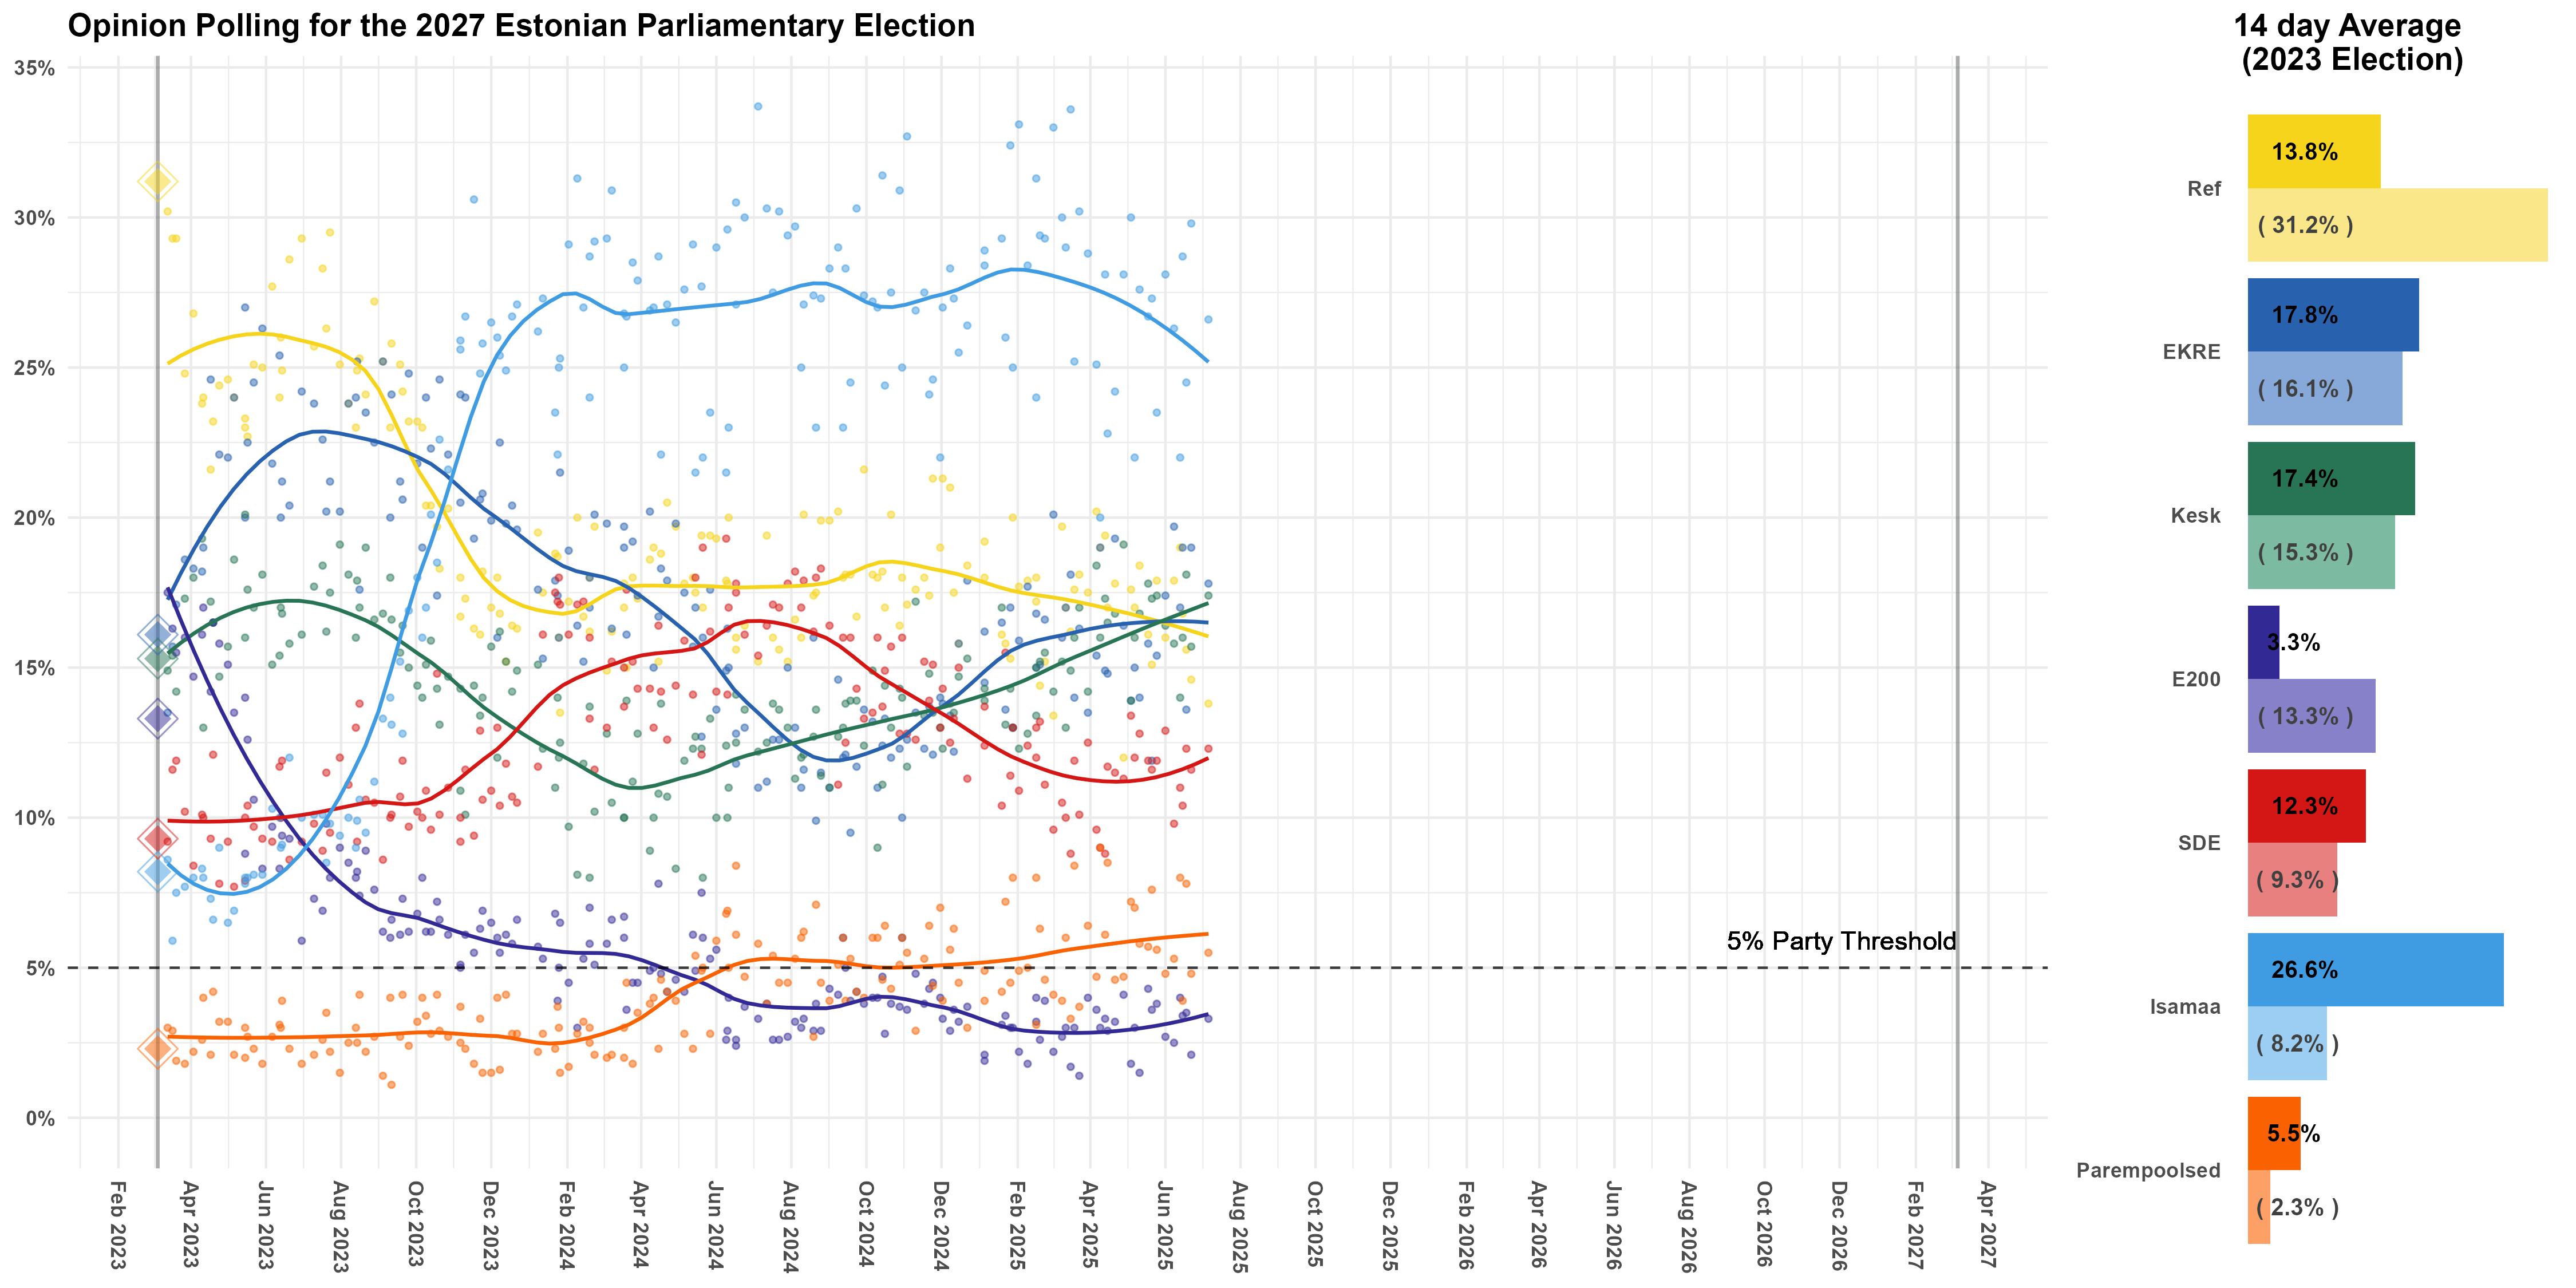 Opinion Polling for the 2027 Estonian Parliamentary Election
35%
30%
25%
20%
15%
10%
5%
0%
5% Party Threshold
Feb 2023
Apr 2023
Jun 2023
Aug 2023
Oct 2023
Dec 2023
Feb 2024
Apr 2024
Jun 2024
Aug 2024
Oct 2024
Dec 2024
Feb 2025
Apr 2025
Jun 2025
Aug 2025
Oct 2025
Dec 2025
Feb 2026
Apr 2026
Jun 2026
Aug 2026
Oct 2026
Dec 2026
Feb 2027
Apr 2027
14 day Average
(2023 Election)
Ref
13.8%
( 31.2% )
EKRE
17.8%
( 16.1% )
Kesk
17.4%
( 15.3% )
E200
3.3%
( 13.3% )
SDE
12.3%
( 9.3% )
Isamaa
26.6%
( 8.2% )
Parempoolsed
5.5%
( 2.3% )